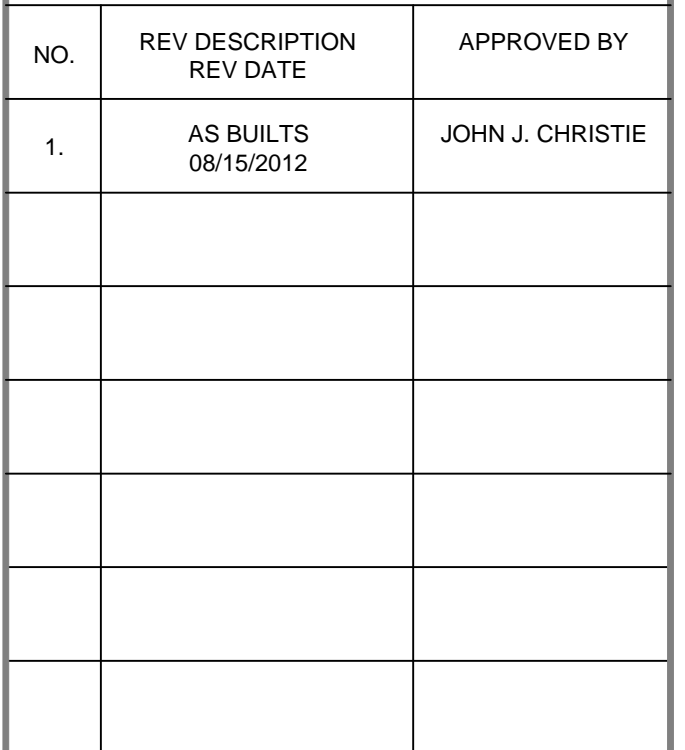 NO.
REV DESCRIPTION
REV DATE
APPROVED BY
1.
AS BUILTS
08/15/2012
JOHN J. CHRISTIE